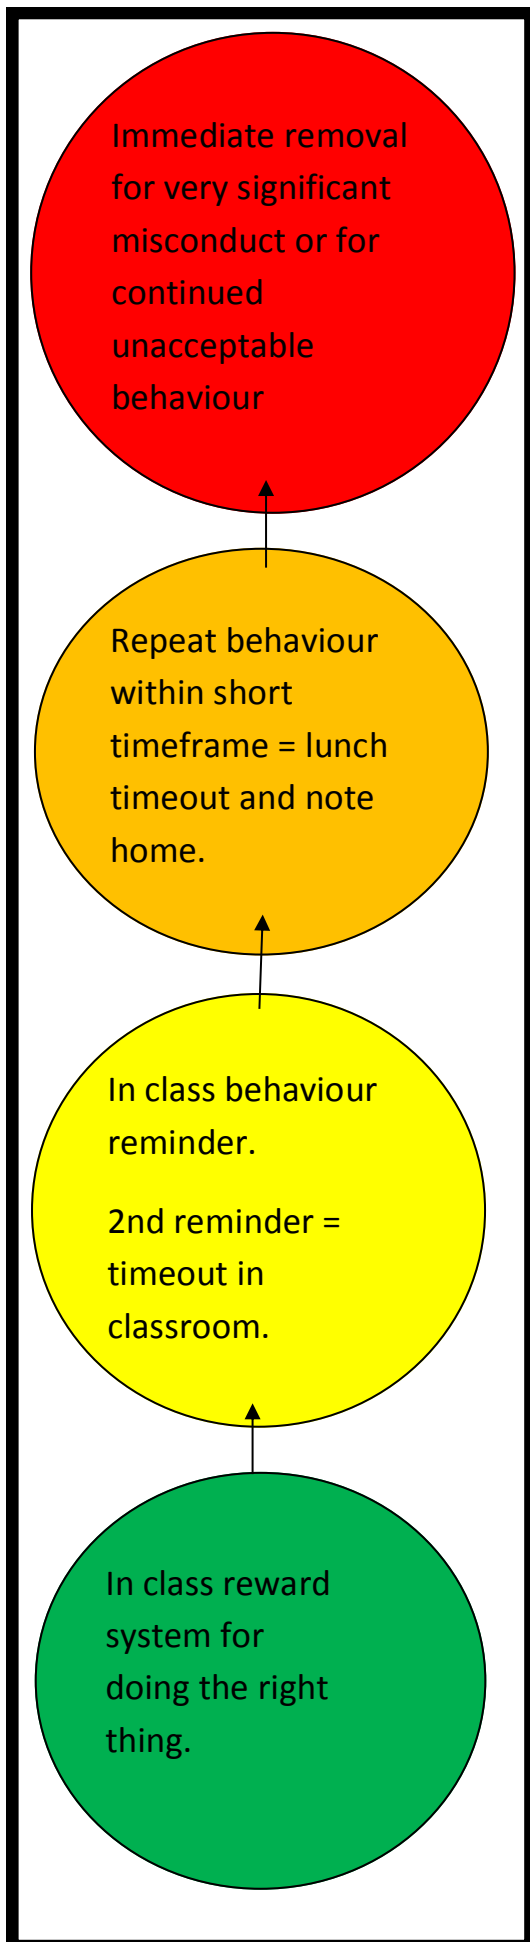 Immediate removal
for very significant
misconduct or for
continued
unacceptable
behaviour
Repeat behaviour
within short
timeframe = lunch
timeout and note
home.
In class behaviour
reminder.
2nd reminder =
timeout in
classroom.
In class reward
system for
doing the right
thing.